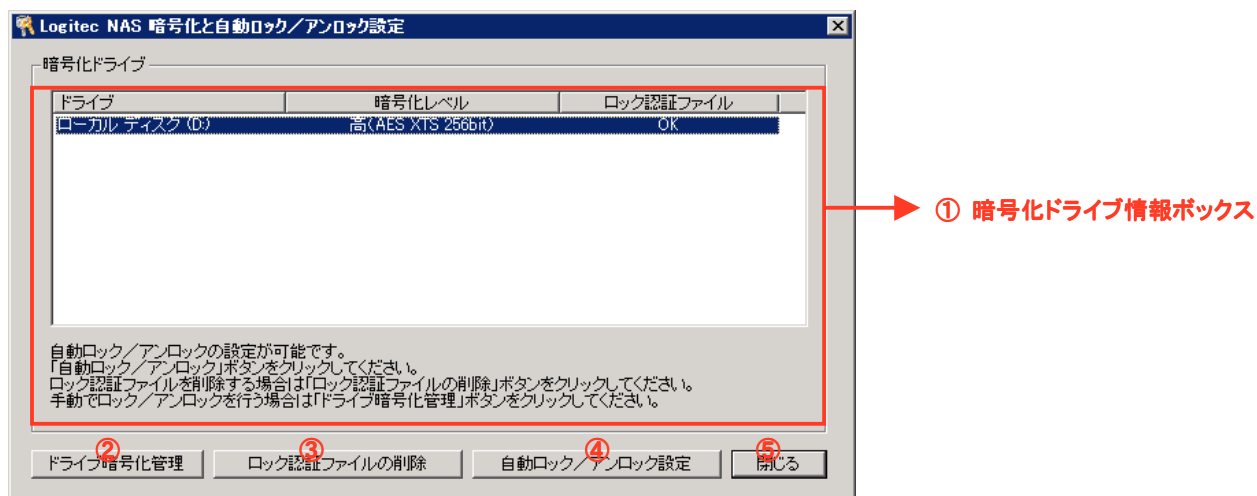 Logitec NAS 暗号化と自動ロック／アンロック設定
暗号化ドライブ
ドライブ 暗号化レベル ロック認証ファイル
ローカル ディスク (D:) 高(AES XTS 256bit) OK
① 暗号化ドライブ情報ボックス
自動ロック／アンロックの設定が可能です。
「自動ロック／アンロック」ボタンをクリックしてください。
ロック認証ファイルを削除する場合は「ロック認証ファイルの削除」ボタンをクリックしてください。
手動でロック／アンロックを行う場合は「ドライブ暗号化管理」ボタンをクリックしてください。
② ③ ④ ⑤
ドライブ暗号化管理 ロック認証ファイルの削除 自動ロック／アンロック設定 閉じる